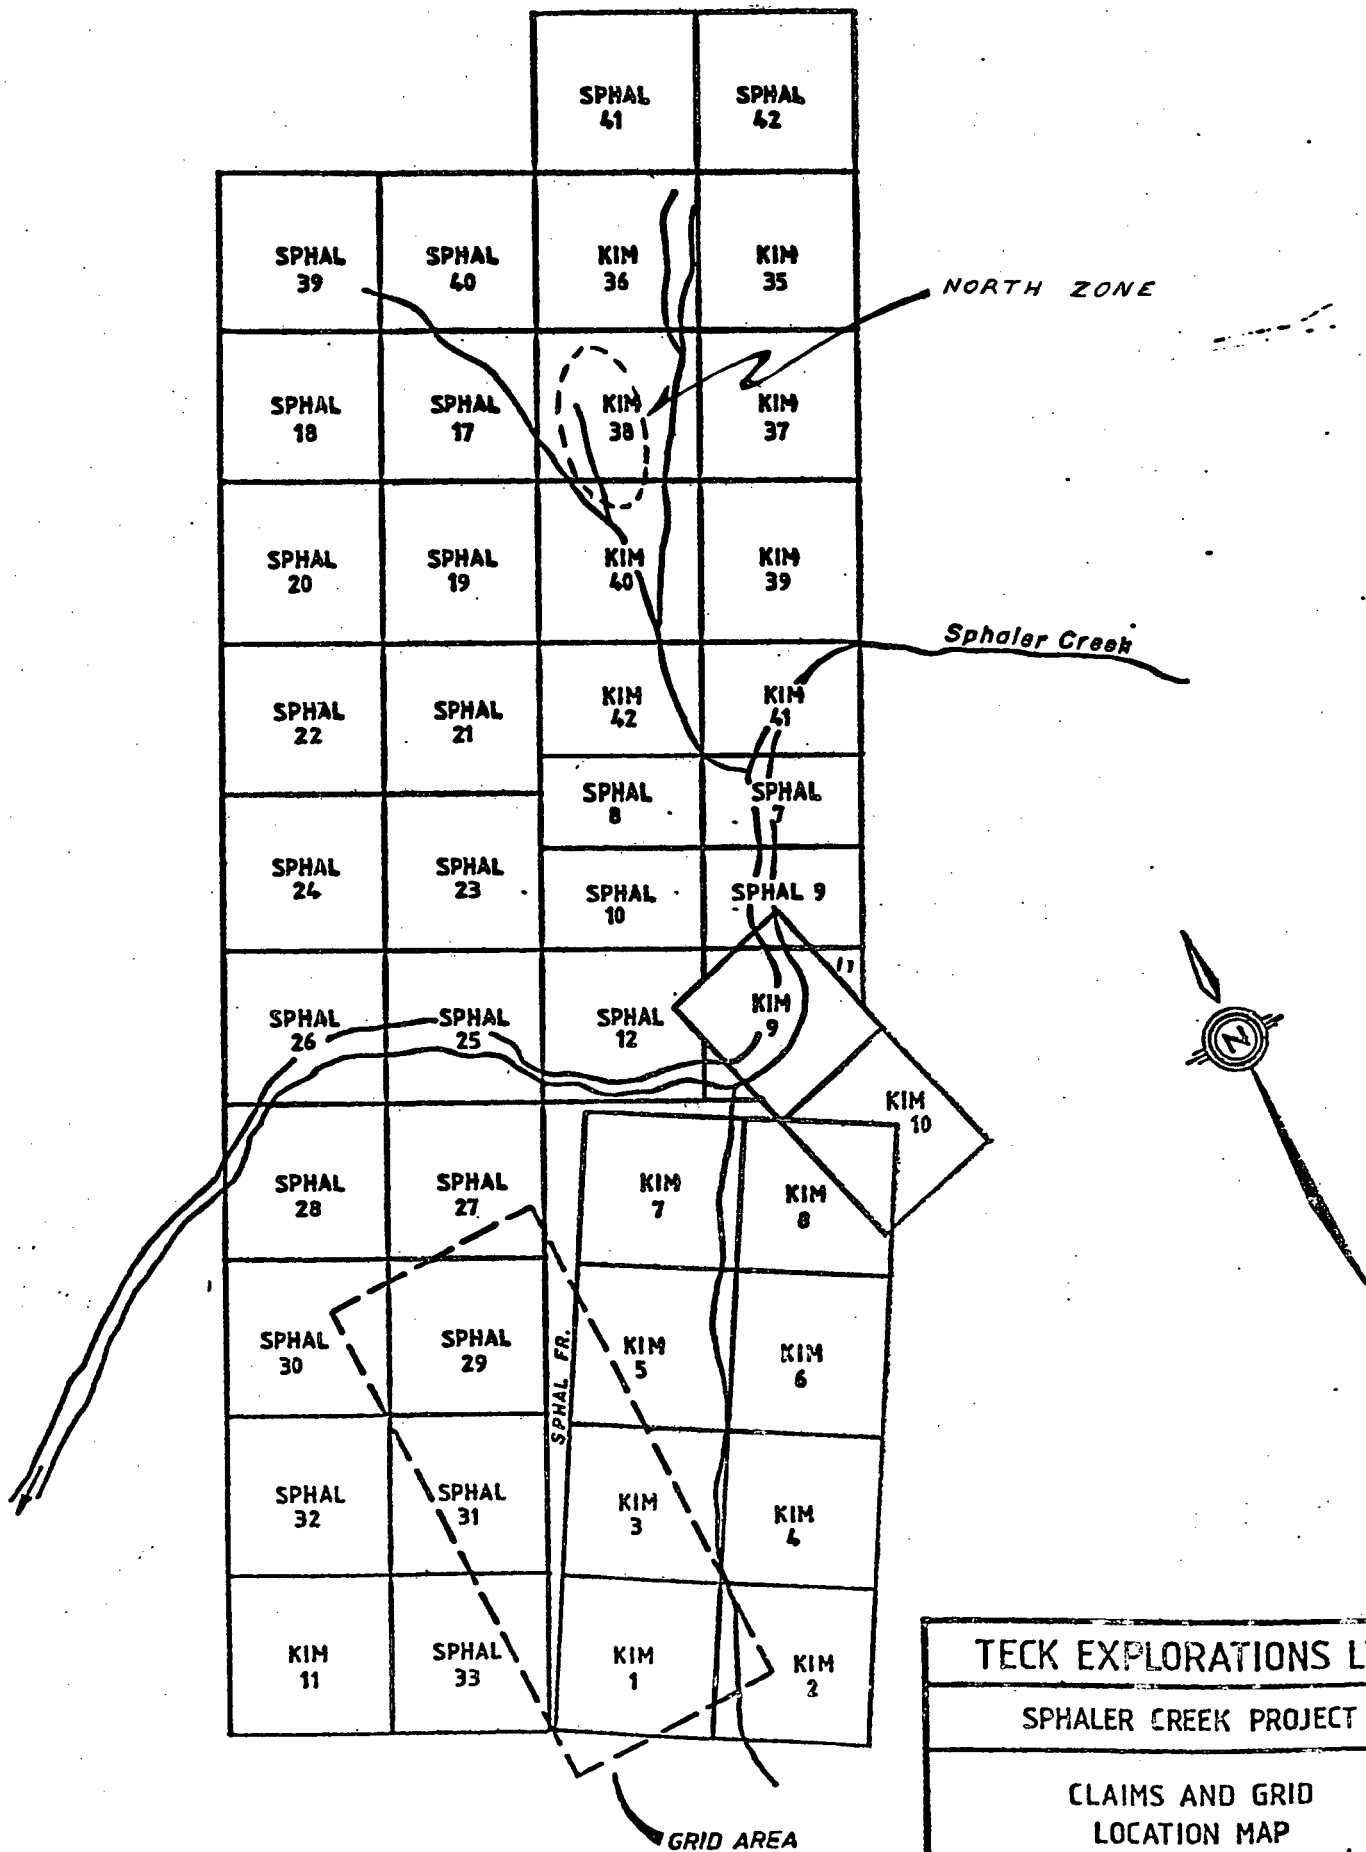 SPHAL
41
SPHAL
42
SPHAL
39
SPHAL
40
KIM
36
KIM
35
NORTH ZONE
SPHAL
18
SPHAL
17
KIM
38
KIM
37
SPHAL
20
SPHAL
19
KIM
40
KIM
39
Sphaler Creek
SPHAL
22
SPHAL
21
KIM
42
KIM
41
SPHAL
8
SPHAL
7
SPHAL
24
SPHAL
23
SPHAL
10
SPHAL 9
11
SPHAL
26
SPHAL
25
SPHAL
12
KIM
9
N
KIM
10
SPHAL
28
SPHAL
27
KIM
7
KIM
8
SPHAL
30
SPHAL
29
SPHAL FR.
KIM
5
KIM
6
SPHAL
32
SPHAL
31
KIM
3
KIM
4
KIM
11
SPHAL
33
KIM
1
KIM
2
GRID AREA
TECK EXPLORATIONS L
SPHALER CREEK PROJECT
CLAIMS AND GRID
LOCATION MAP